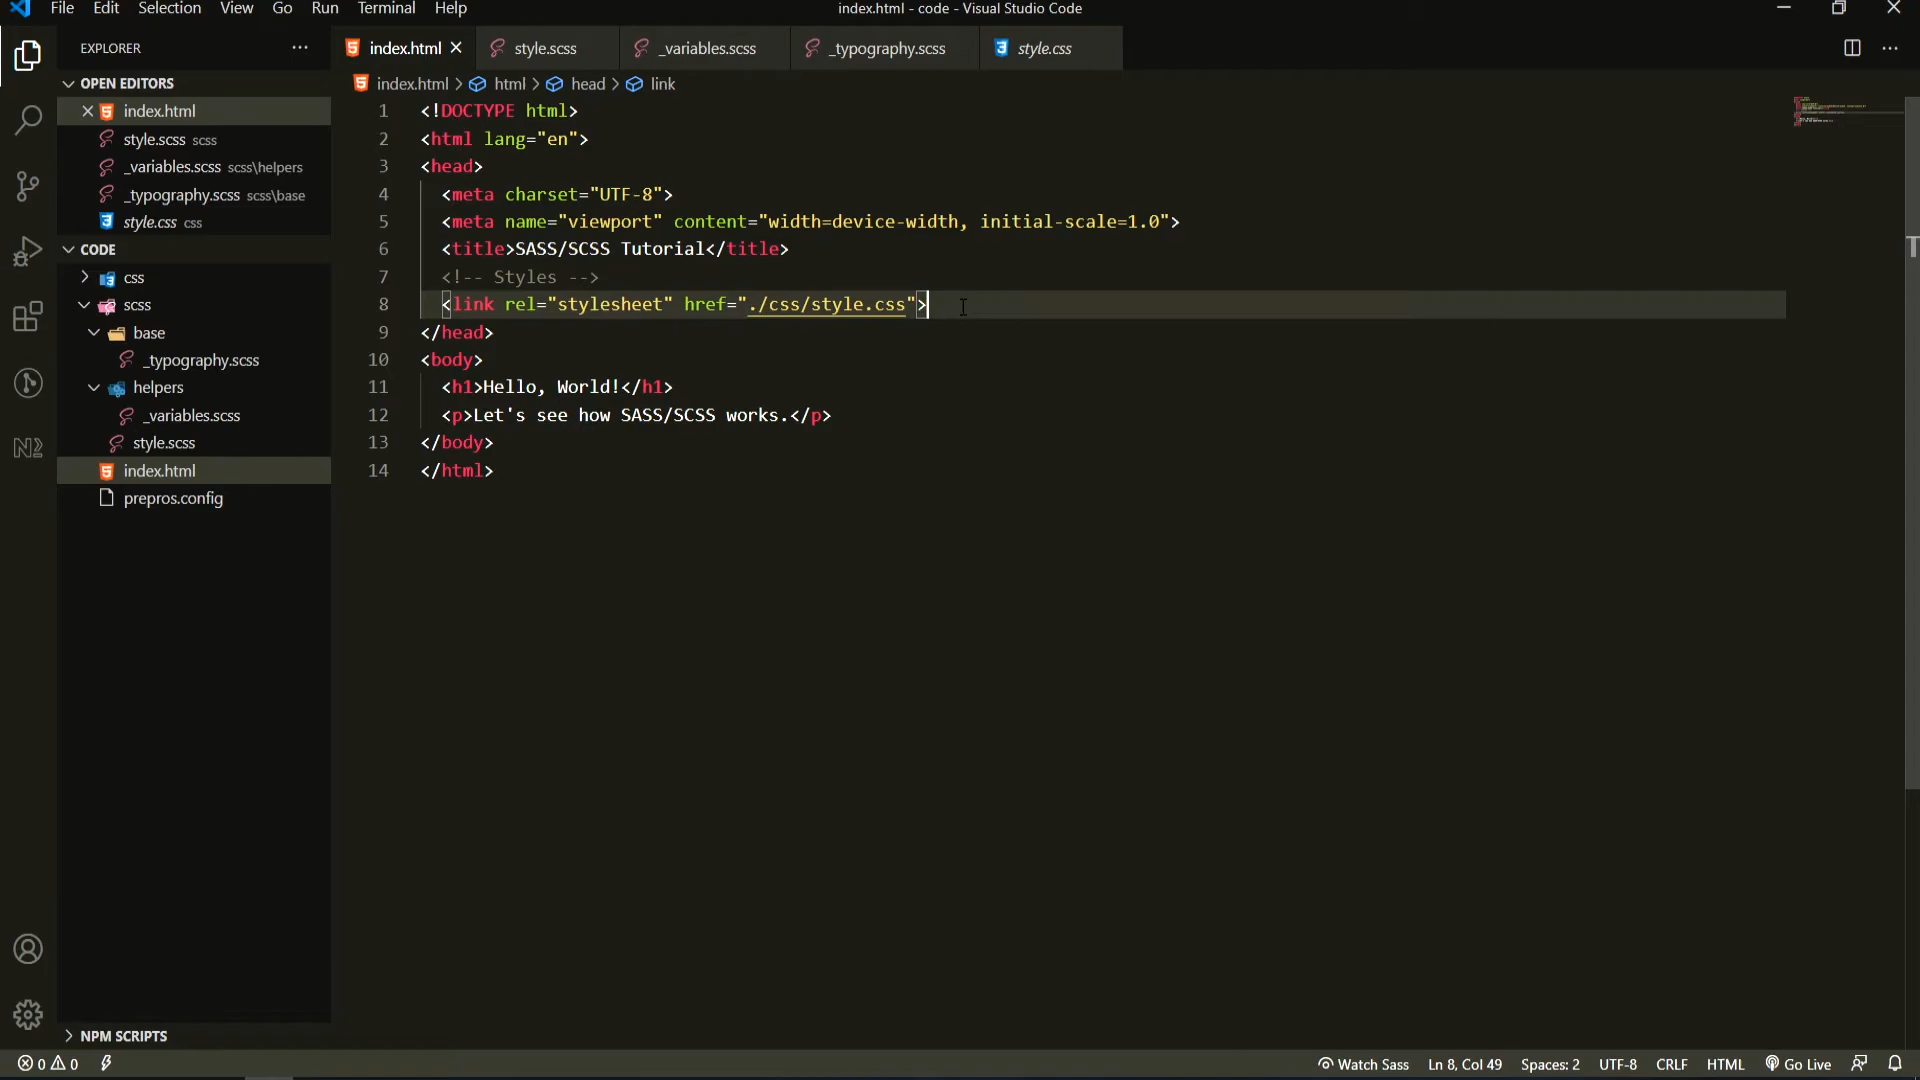 File Edit Selection View Go Run Terminal Help index.html - code - Visual Studio Code
EXPLORER
OPEN EDITORS
index.html
style.scss scss
_variables.scss scss\helpers
_typography.scss scss\base
style.css css
CODE
css
scss
base
_typography.scss
helpers
_variables.scss
style.scss
index.html
prepros.config
NPM SCRIPTS
index.html style.scss _variables.scss _typography.scss style.css
index.html > html > head > link
1 <!DOCTYPE html>
2 <html lang="en">
3 <head>
4 <meta charset="UTF-8">
5 <meta name="viewport" content="width=device-width, initial-scale=1.0">
6 <title>SASS/SCSS Tutorial</title>
7 <!-- Styles -->
8 <link rel="stylesheet" href="./css/style.css">
9 </head>
10 <body>
11 <h1>Hello, World!</h1>
12 <p>Let's see how SASS/SCSS works.</p>
13 </body>
14 </html>
0 0 Watch Sass Ln 8, Col 49 Spaces: 2 UTF-8 CRLF HTML Go Live